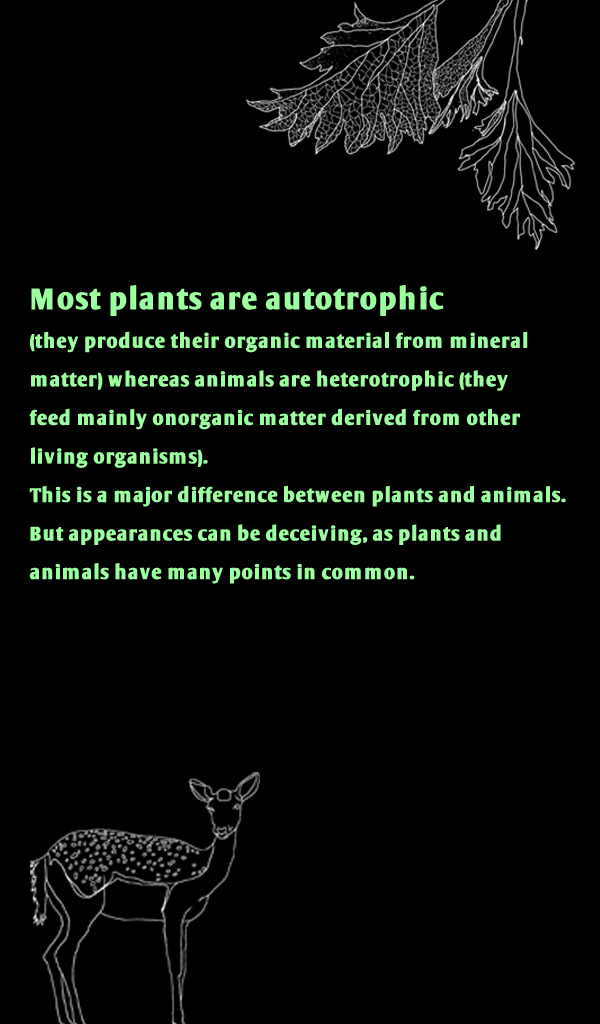 Most plants are autotrophic
(they produce their organic material from mineral
matter) whereas animals are heterotrophic (they
feed mainly onorganic matter derived from other
living organisms).
This is a major difference between plants and animals.
But appearances can be deceiving, as plants and
animals have many points in common.